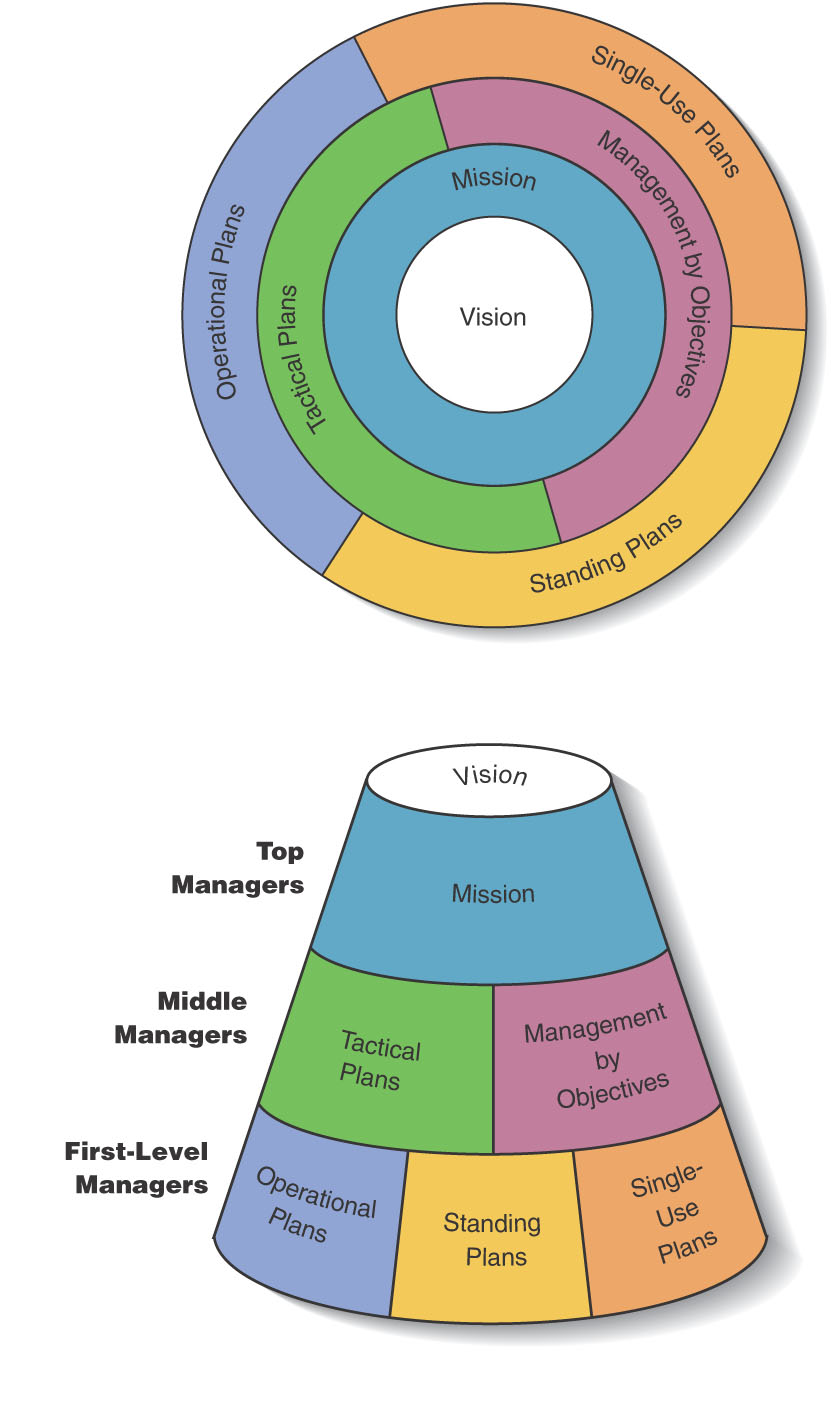 Single-Use Plans
Management by Objectives
Mission
Operational Plans
Tactical Plans
Vision
Standing Plans
Vision
Top
Managers
Mission
Middle
Managers
Tactical
Plans
Management
by
Objectives
First-Level
Managers
Operational
Plans
Standing
Plans
Single-
Use
Plans